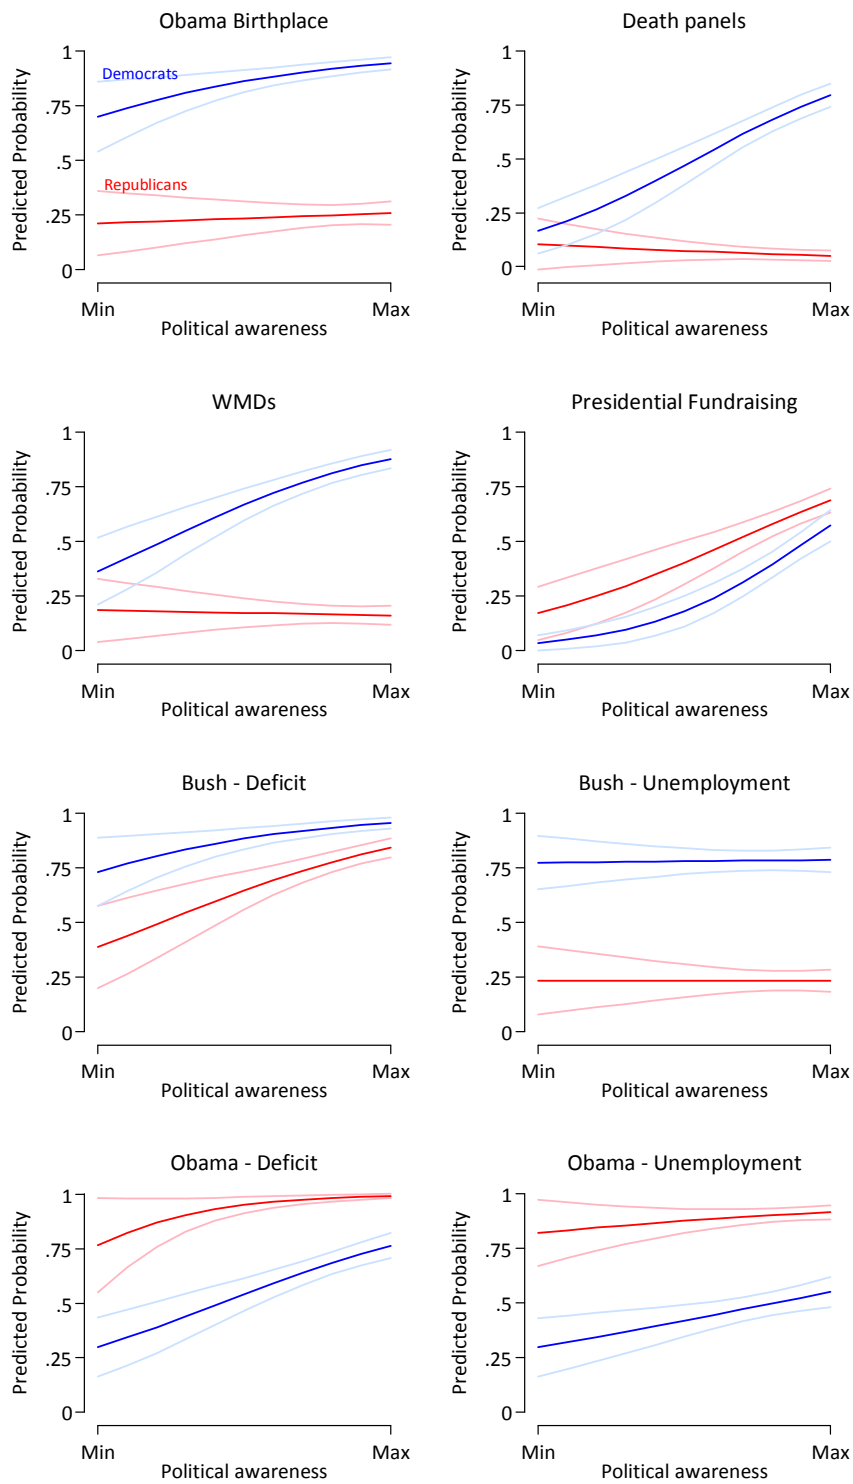 Obama Birthplace
Predicted Probability
1
.75
.5
.25
0
Democrats
Republicans
Min
Max
Political awareness
Death panels
Predicted Probability
1
.75
.5
.25
0
Min
Max
Political awareness
WMDs
Predicted Probability
1
.75
.5
.25
0
Min
Max
Political awareness
Presidential Fundraising
Predicted Probability
1
.75
.5
.25
0
Min
Max
Political awareness
Bush - Deficit
Predicted Probability
1
.75
.5
.25
0
Min
Max
Political awareness
Bush - Unemployment
Predicted Probability
1
.75
.5
.25
0
Min
Max
Political awareness
Obama - Deficit
Predicted Probability
1
.75
.5
.25
0
Min
Max
Political awareness
Obama - Unemployment
Predicted Probability
1
.75
.5
.25
0
Min
Max
Political awareness